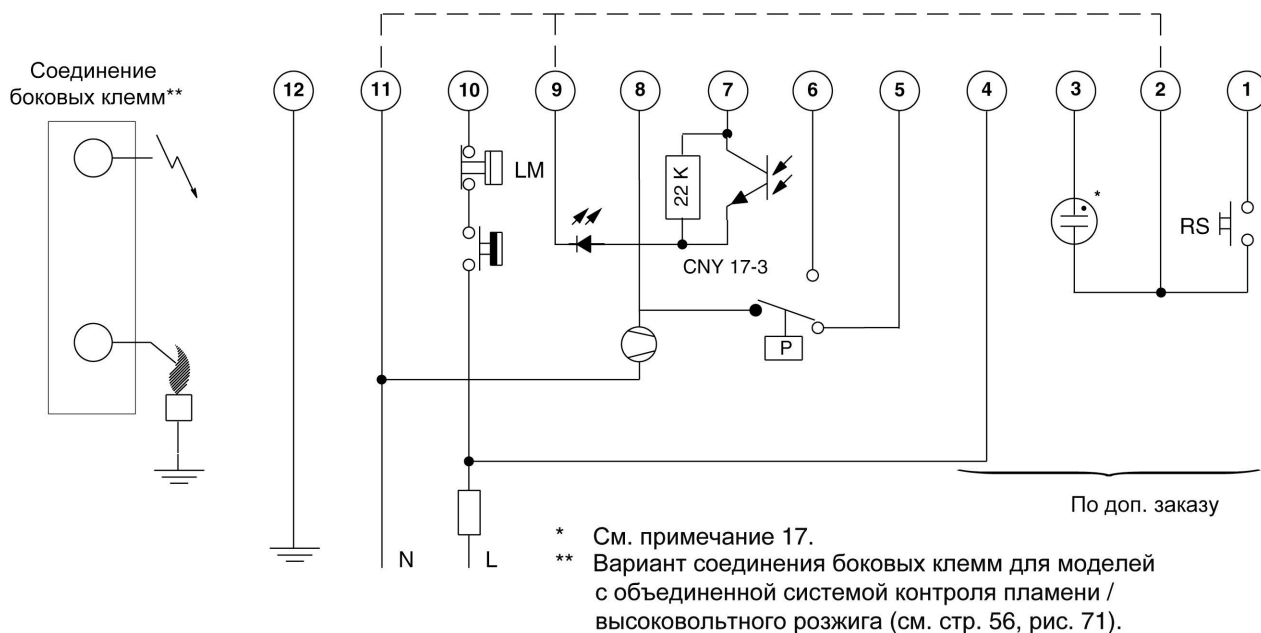 Соединение
боковых клемм**
12 11 10 9 8 7 6 5 4 3 2 1
LM
22 K
*
RS
CNY 17-3
P
По доп. заказу
N L
* См. примечание 17.
** Вариант соединения боковых клемм для моделей
с объединенной системой контроля пламени /
высоковольтного розжига (см. стр. 56, рис. 71).